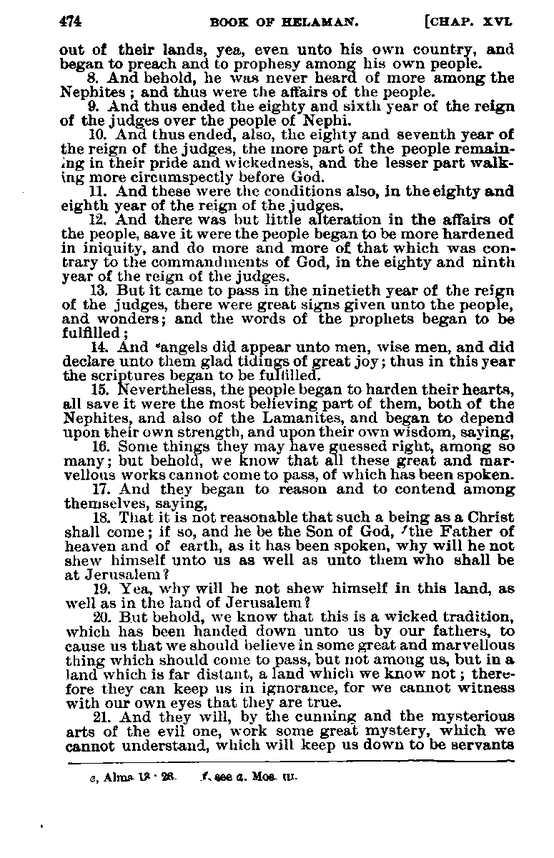 474 BOOK OF HELAMAN. [CHAP. XVI.
out of their lands, yea, even unto his own country, and
began to preach and to prophesy among his own people.
8. And behold, he was never heard of more among the
Nephites ; and thus were the affairs of the people.
9. And thus ended the eighty and sixth year of the reign
of the judges over the people of Nephi.
10. And thus ended, also, the eighty and seventh year of
the reign of the judges, the more part of the people remain-
ing in their pride and wickedness, and the lesser part walk-
ing more circumspectly before God.
11. And these were the conditions also, in the eighty and
eighth year of the reign of the judges.
12. And there was but little alteration in the affairs of
the people, save it were the people began to be more hardened
in iniquity, and do more and more of that which was con-
trary to the commandments of God, in the eighty and ninth
year of the reign of the judges.
13. But it came to pass in the ninetieth year of the reign
of the judges, there were great signs given unto the people,
and wonders; and the words of the prophets began to be
fulfilled ;
14. And ᵉangels did appear unto men, wise men, and did
declare unto them glad tidings of great joy ; thus in this year
the scriptures began to be fulfilled.
15. Nevertheless, the people began to harden their hearts,
all save it were the most believing part of them, both of the
Nephites, and also of the Lamanites, and began to depend
upon their own strength, and upon their own wisdom, saying,
16. Some things they may have guessed right, among so
many ; but behold, we know that all these great and mar-
vellous works cannot come to pass, of which has been spoken.
17. And they began to reason and to contend among
themselves, saying,
18. That it is not reasonable that such a being as a Christ
shall come ; if so, and he be the Son of God, ᶠthe Father of
heaven and of earth, as it has been spoken, why will he not
shew himself unto us as well as unto them who shall be
at Jerusalem ?
19. Yea, why will he not shew himself in this land, as
well as in the land of Jerusalem ?
20. But behold, we know that this is a wicked tradition,
which has been handed down unto us by our fathers, to
cause us that we should believe in some great and marvellous
thing which should come to pass, but not among us, but in a
land which is far distant, a land which we know not ; there-
fore they can keep us in ignorance, for we cannot witness
with our own eyes that they are true.
21. And they will, by the cunning and the mysterious
arts of the evil one, work some great mystery, which we
cannot understand, which will keep us down to be servants
e, Alma 13 : 26. f, see a. Mos.